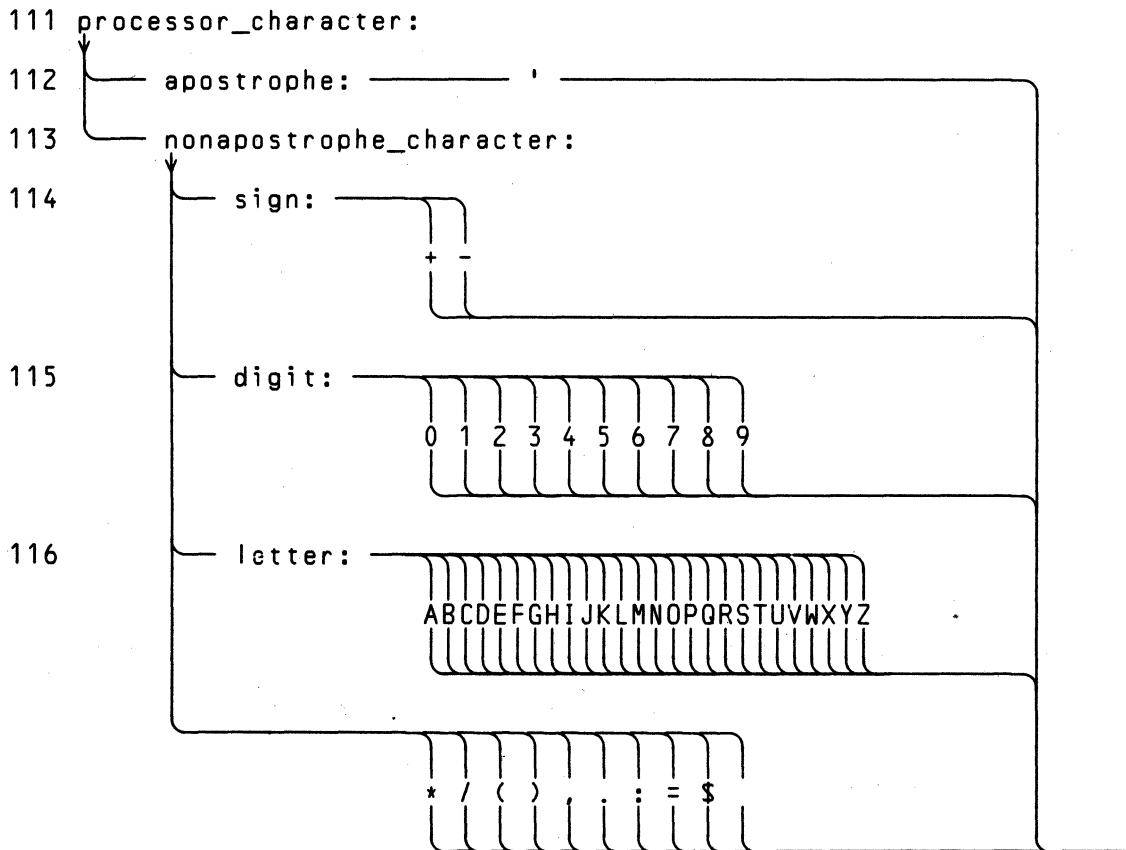 111 processor_character:
112 apostrophe: '
113 nonapostrophe_character:
114 sign:
+ -
115 digit:
0 1 2 3 4 5 6 7 8 9
116 letter:
ABCDEFGHIJKLMNOPQRSTUVWXYZ
* / ( ) , . : = $